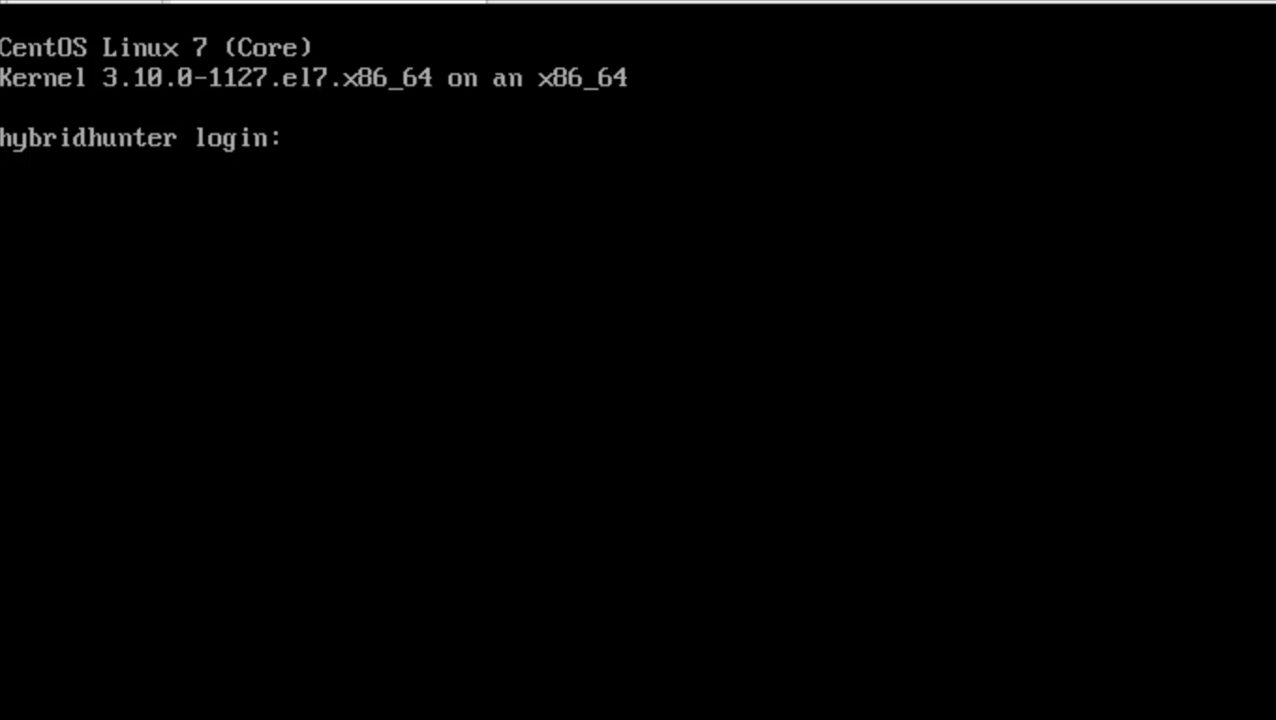 CentOS Linux 7 (Core)
Kernel 3.10.0-1127.el7.x86_64 on an x86_64
hybridhunter login: